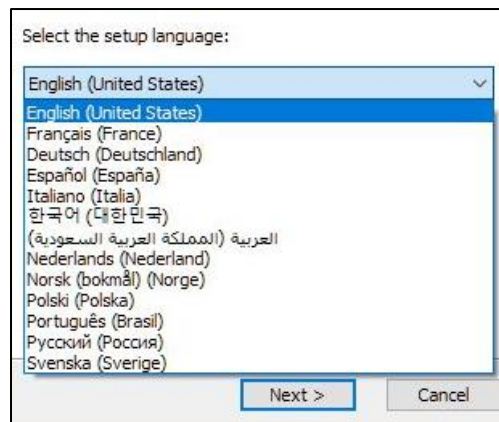 Select the setup language:
English (United States)
English (United States)
Français (France)
Deutsch (Deutschland)
Español (España)
Italiano (Italia)
한국어 (대한민국)
العربية (المملكة العربية السعودية)
Nederlands (Nederland)
Norsk (bokmål) (Norge)
Polski (Polska)
Português (Brasil)
Русский (Россия)
Svenska (Sverige)
Next >
Cancel